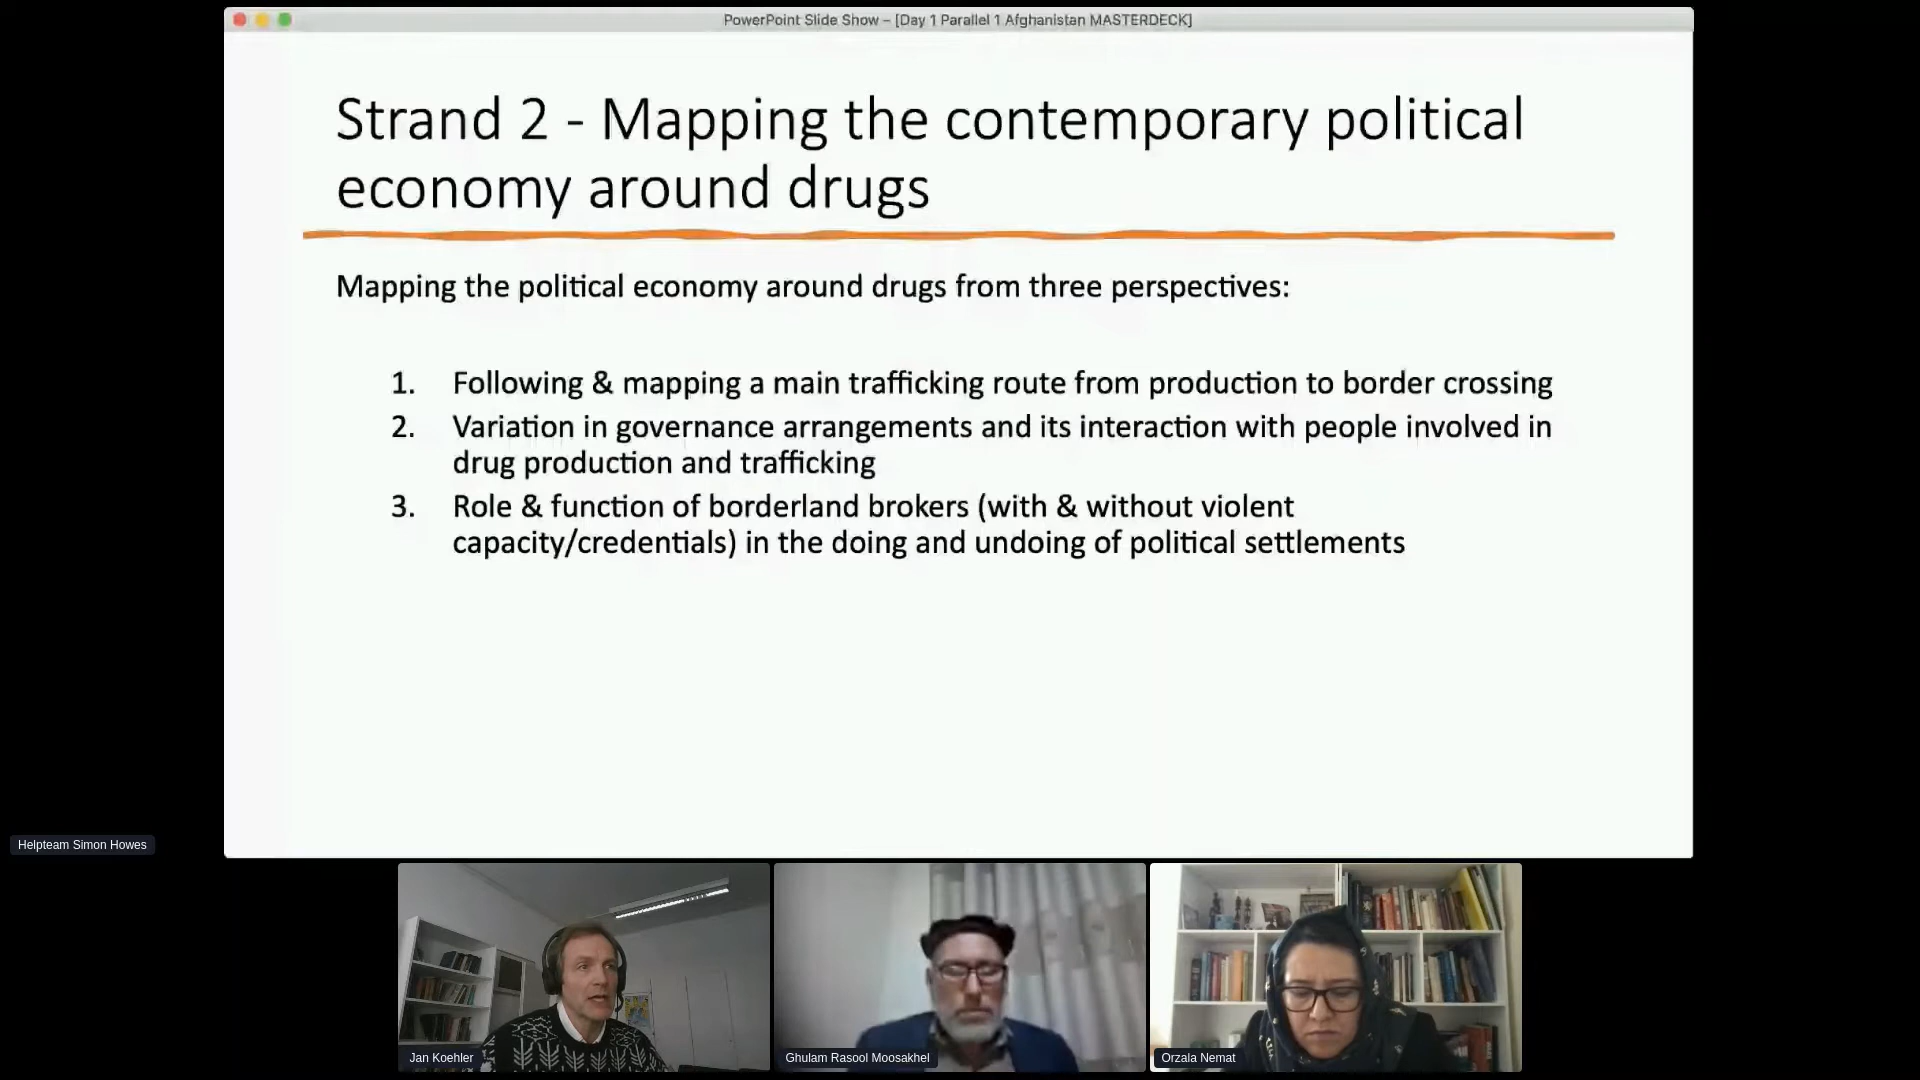 PowerPoint Slide Show – [Day 1 Parallel 1 Afghanistan MASTERDECK]
Strand 2 - Mapping the contemporary political
economy around drugs
Mapping the political economy around drugs from three perspectives:
1. Following & mapping a main trafficking route from production to border crossing
2. Variation in governance arrangements and its interaction with people involved in
drug production and trafficking
3. Role & function of borderland brokers (with & without violent
capacity/credentials) in the doing and undoing of political settlements
Helpteam Simon Howes
Jan Koehler
Ghulam Rasool Moosakhel
Orzala Nemat